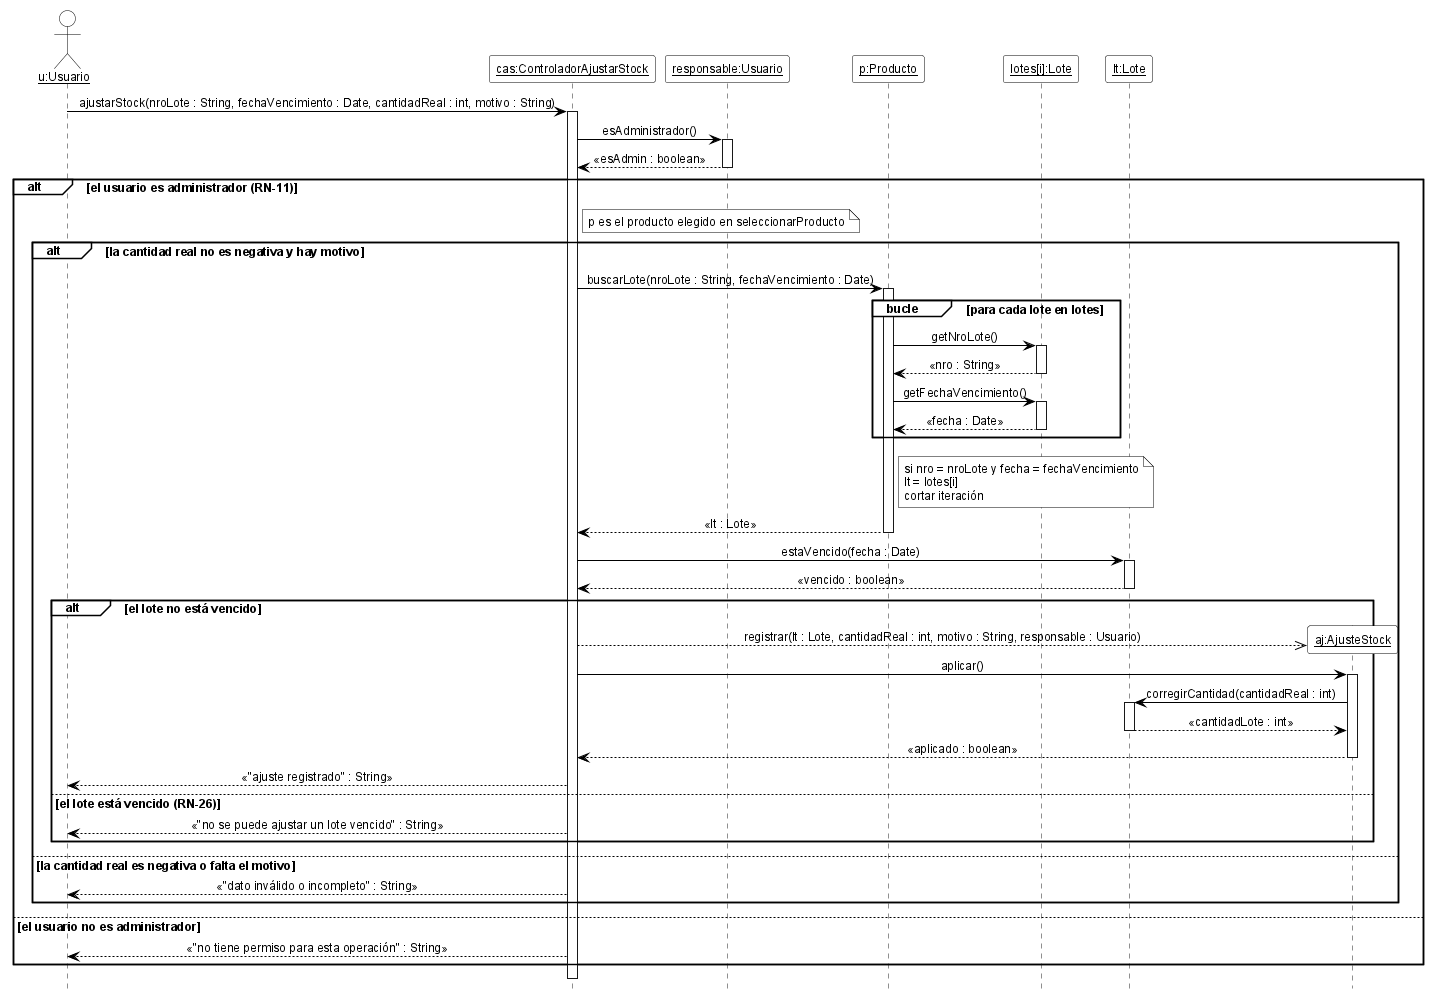 u:Usuario
cas:ControladorAjustarStock
responsable:Usuario
p:Producto
lotes[i]:Lote
lt:Lote
ajustarStock(nroLote : String, fechaVencimiento : Date, cantidadReal : int, motivo : String)
esAdministrador()
«esAdmin : boolean»
alt
[el usuario es administrador (RN-11)]
p es el producto elegido en seleccionarProducto
alt
[la cantidad real no es negativa y hay motivo]
buscarLote(nroLote : String, fechaVencimiento : Date)
bucle
[para cada lote en lotes]
getNroLote()
«nro : String»
getFechaVencimiento()
«fecha : Date»
si nro = nroLote y fecha = fechaVencimiento
lt = lotes[i]
cortar iteración
«lt : Lote»
estaVencido(fecha : Date)
«vencido : boolean»
alt
[el lote no está vencido]
registrar(lt : Lote, cantidadReal : int, motivo : String, responsable : Usuario)
aj:AjusteStock
aplicar()
corregirCantidad(cantidadReal : int)
«cantidadLote : int»
«aplicado : boolean»
«"ajuste registrado" : String»
[el lote está vencido (RN-26)]
«"no se puede ajustar un lote vencido" : String»
[la cantidad real es negativa o falta el motivo]
«"dato inválido o incompleto" : String»
[el usuario no es administrador]
«"no tiene permiso para esta operación" : String»